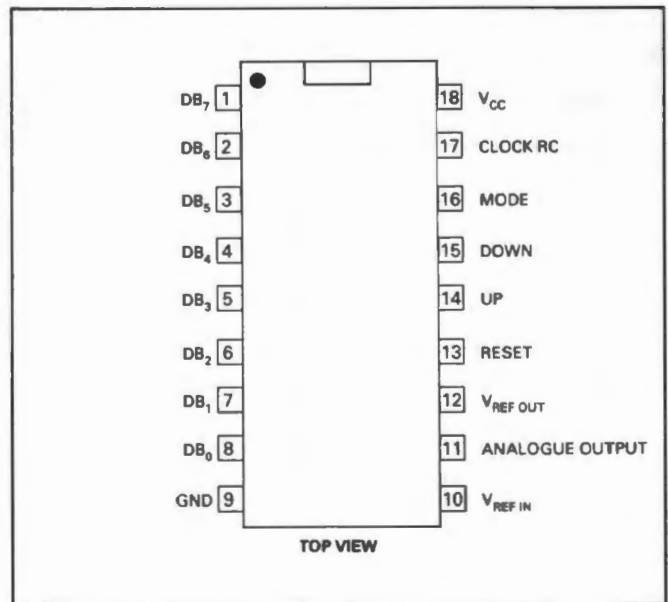 DB7 1 18 VCC
DB6 2 17 CLOCK RC
DB5 3 16 MODE
DB4 4 15 DOWN
DB3 5 14 UP
DB2 6 13 RESET
DB1 7 12 VREF OUT
DB0 8 11 ANALOGUE OUTPUT
GND 9 10 VREF IN
TOP VIEW